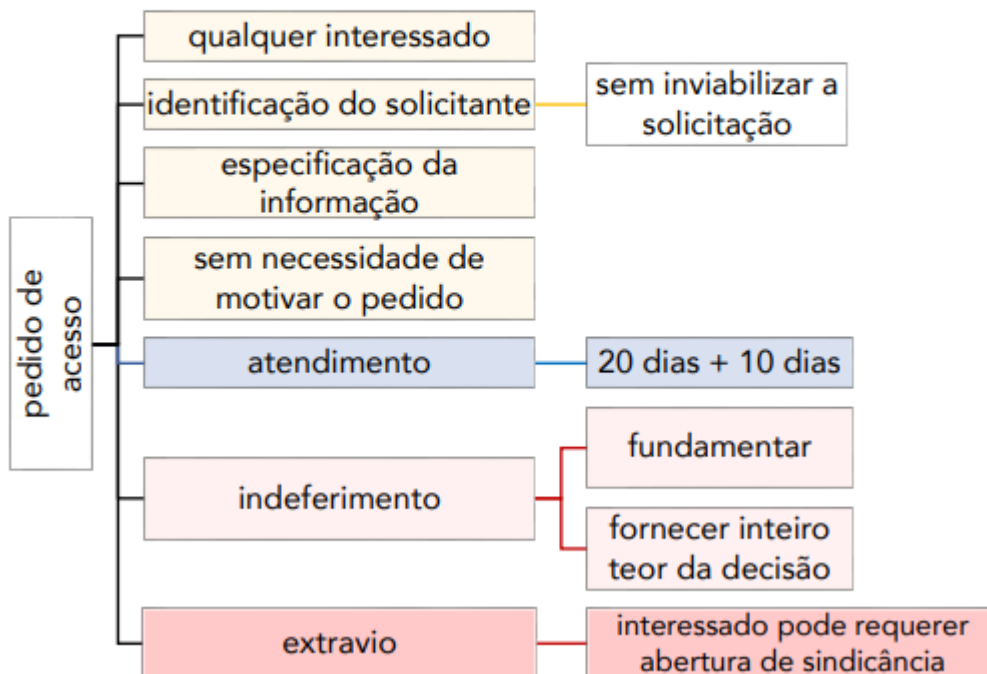 pedido de
acesso
qualquer interessado
identificação do solicitante
sem inviabilizar a
solicitação
especificação da
informação
sem necessidade de
motivar o pedido
atendimento
20 dias + 10 dias
indeferimento
fundamentar
fornecer inteiro
teor da decisão
extravio
interessado pode requerer
abertura de sindicância